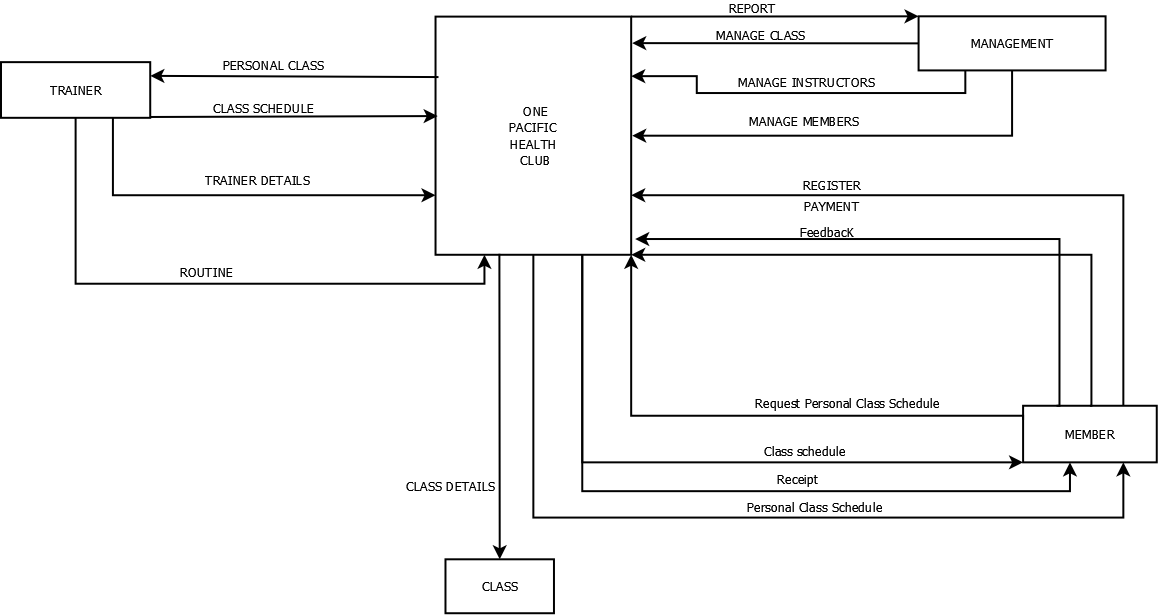 REPORT
MANAGE CLASS
MANAGEMENT
PERSONAL CLASS
MANAGE INSTRUCTORS
TRAINER
CLASS SCHEDULE
ONE
PACIFIC
HEALTH
CLUB
MANAGE MEMBERS
TRAINER DETAILS
REGISTER
PAYMENT
FeedbacK
ROUTINE
Request Personal Class Schedule
MEMBER
Class schedule
Receipt
CLASS DETAILS
Personal Class Schedule
CLASS